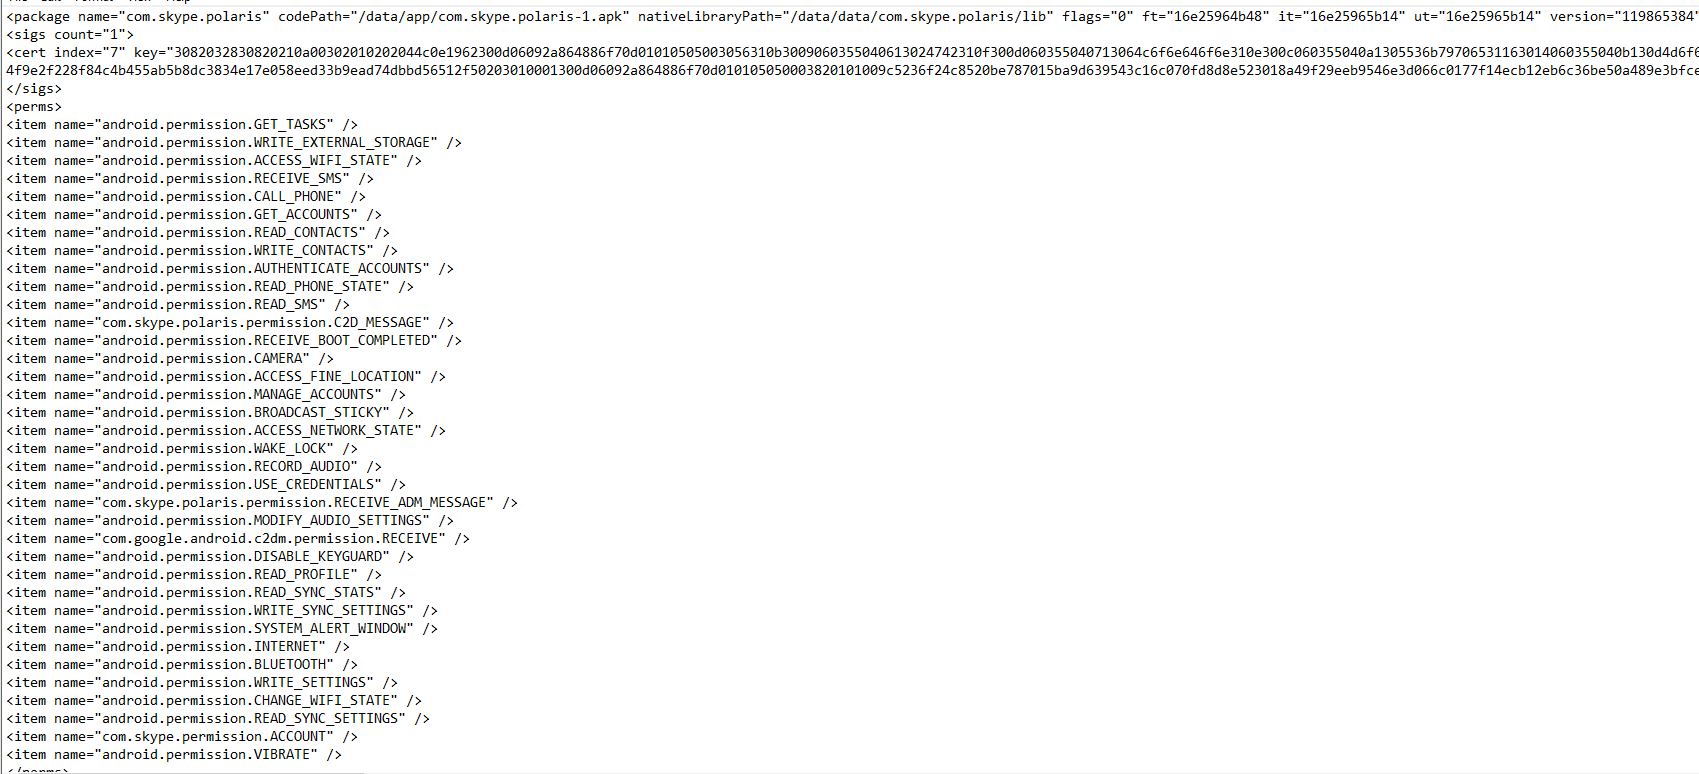 <package name="com.skype.polaris" codePath="/data/app/com.skype.polaris-1.apk" nativeLibraryPath="/data/data/com.skype.polaris/lib" flags="0" ft="16e25964b48" it="16e25965b14" ut="16e25965b14" version="119865384"
<sigs count="1">
<cert index="7" key="3082032830820210a00302010202044c0e1962300d06092a864886f70d01010505003056310b3009060355040613024742310f300d060355040713064c6f6e646f6e310e300c060355040a1305536b79706531163014060355040b130d4d6f6
4f9e2f228f84c4b455ab5b8dc3834e17e058eed33b9ead74dbbd56512f50203010001300d06092a864886f70d010105050003820101009c5236f24c8520be787015ba9d639543c16c070fd8d8e523018a49f29eeb9546e3d066c0177f14ecb12eb6c36be50a489e3bfce
</sigs>
<perms>
<item name="android.permission.GET_TASKS" />
<item name="android.permission.WRITE_EXTERNAL_STORAGE" />
<item name="android.permission.ACCESS_WIFI_STATE" />
<item name="android.permission.RECEIVE_SMS" />
<item name="android.permission.CALL_PHONE" />
<item name="android.permission.GET_ACCOUNTS" />
<item name="android.permission.READ_CONTACTS" />
<item name="android.permission.WRITE_CONTACTS" />
<item name="android.permission.AUTHENTICATE_ACCOUNTS" />
<item name="android.permission.READ_PHONE_STATE" />
<item name="android.permission.READ_SMS" />
<item name="com.skype.polaris.permission.C2D_MESSAGE" />
<item name="android.permission.RECEIVE_BOOT_COMPLETED" />
<item name="android.permission.CAMERA" />
<item name="android.permission.ACCESS_FINE_LOCATION" />
<item name="android.permission.MANAGE_ACCOUNTS" />
<item name="android.permission.BROADCAST_STICKY" />
<item name="android.permission.ACCESS_NETWORK_STATE" />
<item name="android.permission.WAKE_LOCK" />
<item name="android.permission.RECORD_AUDIO" />
<item name="android.permission.USE_CREDENTIALS" />
<item name="com.skype.polaris.permission.RECEIVE_ADM_MESSAGE" />
<item name="android.permission.MODIFY_AUDIO_SETTINGS" />
<item name="com.google.android.c2dm.permission.RECEIVE" />
<item name="android.permission.DISABLE_KEYGUARD" />
<item name="android.permission.READ_PROFILE" />
<item name="android.permission.READ_SYNC_STATS" />
<item name="android.permission.WRITE_SYNC_SETTINGS" />
<item name="android.permission.SYSTEM_ALERT_WINDOW" />
<item name="android.permission.INTERNET" />
<item name="android.permission.BLUETOOTH" />
<item name="android.permission.WRITE_SETTINGS" />
<item name="android.permission.CHANGE_WIFI_STATE" />
<item name="android.permission.READ_SYNC_SETTINGS" />
<item name="com.skype.permission.ACCOUNT" />
<item name="android.permission.VIBRATE" />
</perms>